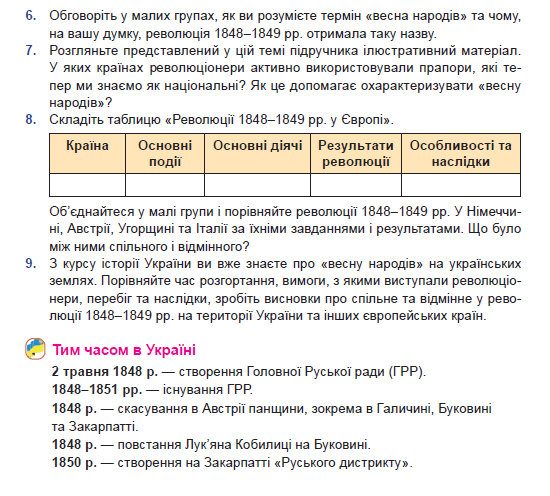 6. Обговоріть у малих групах, як ви розумієте термін «весна народів» та чому,
на вашу думку, революція 1848–1849 рр. отримала таку назву.
7. Розгляньте представлений у цій темі підручника ілюстративний матеріал.
У яких країнах революціонери активно використовували прапори, які те-
пер ми знаємо як національні? Як це допомагає охарактеризувати «весну
народів»?
8. Складіть таблицю «Революції 1848–1849 рр. у Європі».
Країна
Основні
події
Основні діячі
Результати
революції
Особливості та
наслідки
Об’єднайтеся у малі групи і порівняйте революції 1848–1849 рр. У Німеччи-
ні, Австрії, Угорщині та Італії за їхніми завданнями і результатами. Що було
між ними спільного і відмінного?
9. З курсу історії України ви вже знаєте про «весну народів» на українських
землях. Порівняйте час розгортання, вимоги, з якими виступали революціо-
нери, перебіг та наслідки, зробіть висновки про спільне та відмінне у рево-
люції 1848–1849 рр. на території України та інших європейських країн.
Тим часом в Україні
2 травня 1848 р. — створення Головної Руської ради (ГРР).
1848–1851 рр. — існування ГРР.
1848 р. — скасування в Австрії панщини, зокрема в Галичині, Буковині
та Закарпатті.
1848 р. — повстання Лук’яна Кобилиці на Буковині.
1850 р. — створення на Закарпатті «Руського дистрикту».